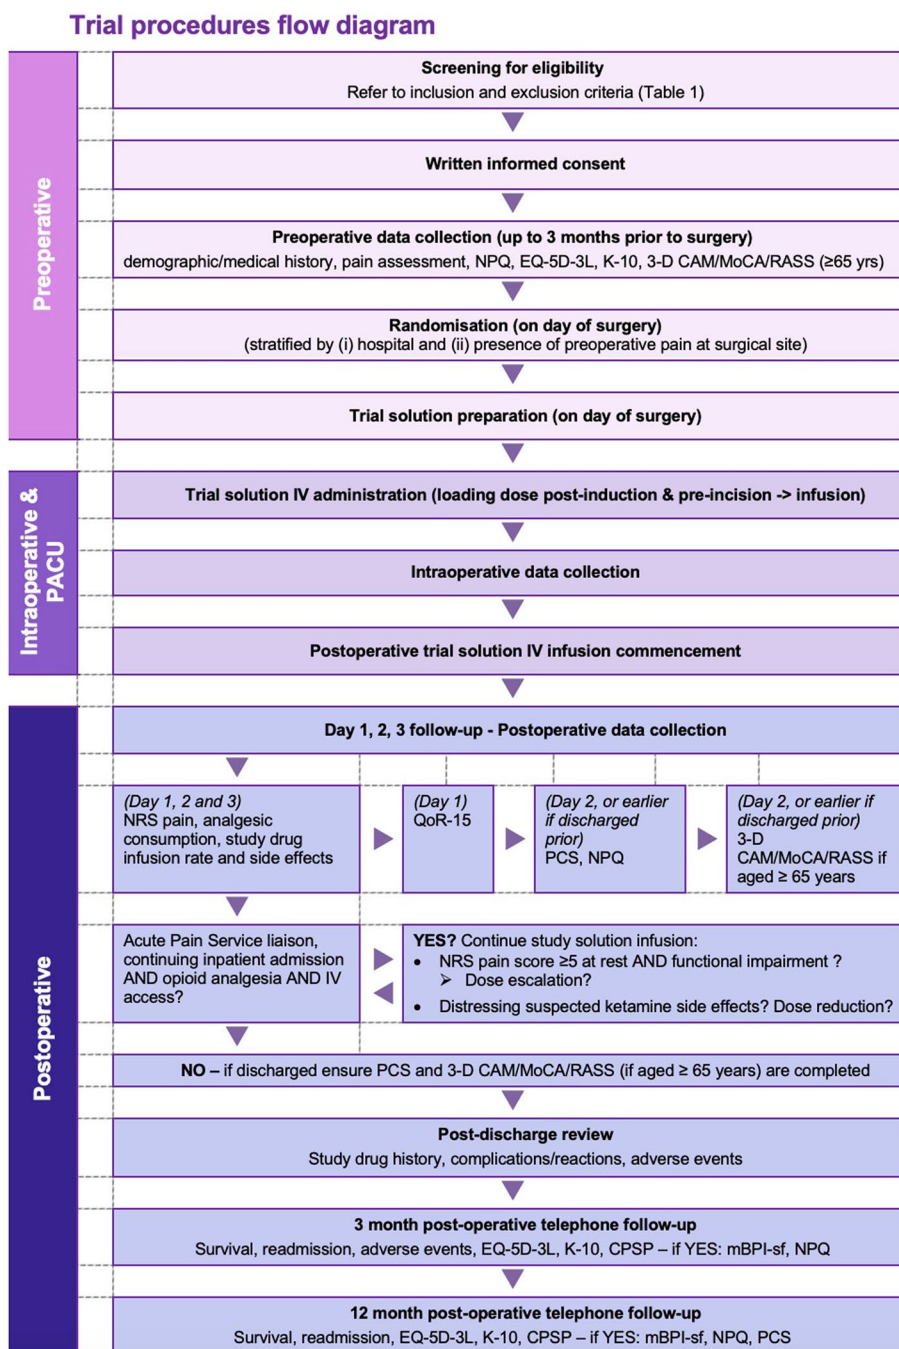 Trial procedures flow diagram
Preoperative
Screening for eligibility
Refer to inclusion and exclusion criteria (Table 1)
Written informed consent
Preoperative data collection (up to 3 months prior to surgery)
demographic/medical history, pain assessment, NPQ, EQ-5D-3L, K-10, 3-D CAM/MoCA/RASS (≥65 yrs)
Randomisation (on day of surgery)
(stratified by (i) hospital and (ii) presence of preoperative pain at surgical site)
Trial solution preparation (on day of surgery)
Intraoperative &
PACU
Trial solution IV administration (loading dose post-induction & pre-incision -> infusion)
Intraoperative data collection
Postoperative trial solution IV infusion commencement
Postoperative
Day 1, 2, 3 follow-up - Postoperative data collection
(Day 1, 2 and 3)
NRS pain, analgesic
consumption, study drug
infusion rate and side effects
(Day 1)
QoR-15
(Day 2, or earlier
if discharged
prior)
PCS, NPQ
(Day 2, or earlier if
discharged prior)
3-D
CAM/MoCA/RASS if
aged ≥ 65 years
Acute Pain Service liaison,
continuing inpatient admission
AND opioid analgesia AND IV
access?
YES? Continue study solution infusion:
• NRS pain score ≥5 at rest AND functional impairment ?
➢ Dose escalation?
• Distressing suspected ketamine side effects? Dose reduction?
NO – if discharged ensure PCS and 3-D CAM/MoCA/RASS (if aged ≥ 65 years) are completed
Post-discharge review
Study drug history, complications/reactions, adverse events
3 month post-operative telephone follow-up
Survival, readmission, adverse events, EQ-5D-3L, K-10, CPSP – if YES: mBPI-sf, NPQ
12 month post-operative telephone follow-up
Survival, readmission, EQ-5D-3L, K-10, CPSP – if YES: mBPI-sf, NPQ, PCS